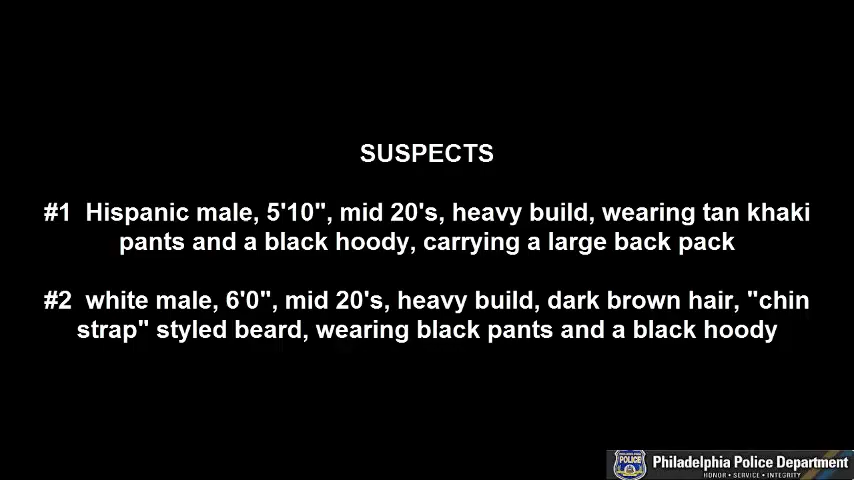 SUSPECTS
#1 Hispanic male, 5'10", mid 20's, heavy build, wearing tan khaki
pants and a black hoody, carrying a large back pack
#2 white male, 6'0", mid 20's, heavy build, dark brown hair, "chin
strap" styled beard, wearing black pants and a black hoody
POLICE
Philadelphia Police Department
HONOR • SERVICE • INTEGRITY